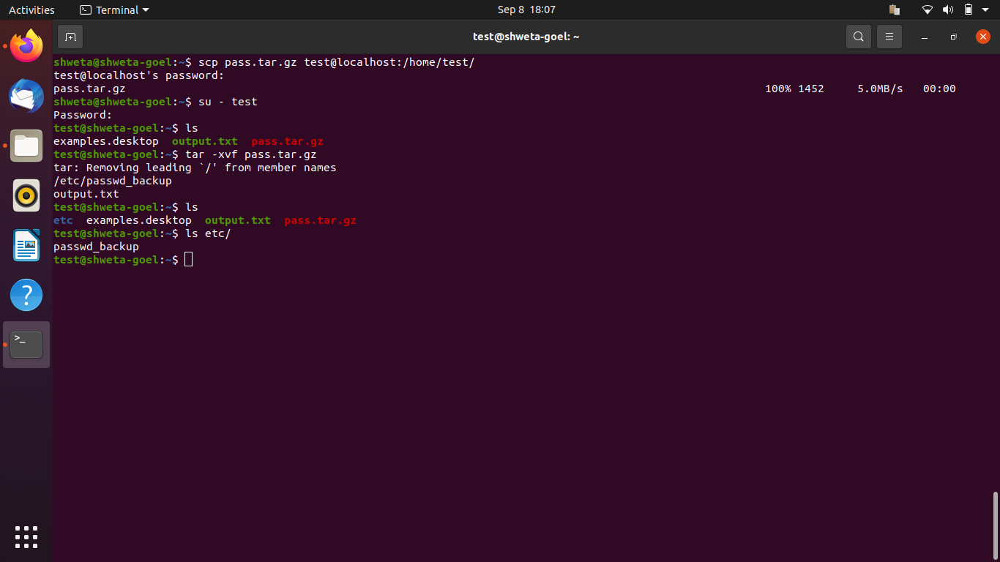 Activities Terminal Sep 8 18:07
test@shweta-goel: ~
shweta@shweta-goel:~$ scp pass.tar.gz test@localhost:/home/test/
test@localhost's password:
pass.tar.gz 100% 1452 5.0MB/s 00:00
shweta@shweta-goel:~$ su - test
Password:
test@shweta-goel:~$ ls
examples.desktop output.txt pass.tar.gz
test@shweta-goel:~$ tar -xvf pass.tar.gz
tar: Removing leading `/' from member names
/etc/passwd_backup
output.txt
test@shweta-goel:~$ ls
etc examples.desktop output.txt pass.tar.gz
test@shweta-goel:~$ ls etc/
passwd_backup
test@shweta-goel:~$